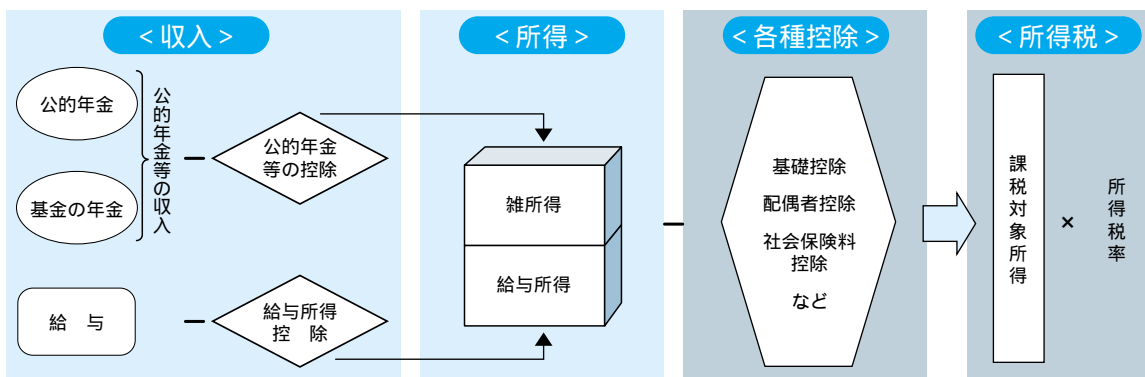 <収入>
公的年金
基金の年金
公的年金等の収入
−
公的年金
等の控除
給　与
−
給与所得
控　除
<所得>
雑所得
給与所得
−
<各種控除>
基礎控除
配偶者控除
社会保険料
控除
など
<所得税>
課税対象所得
×
所得税率